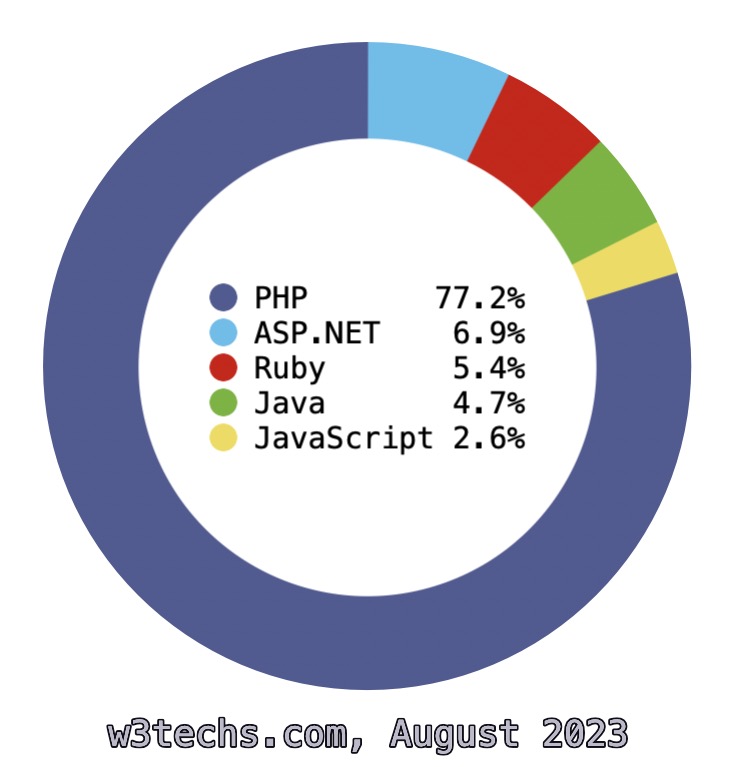 PHP 77.2%
ASP.NET 6.9%
Ruby 5.4%
Java 4.7%
JavaScript 2.6%
w3techs.com, August 2023